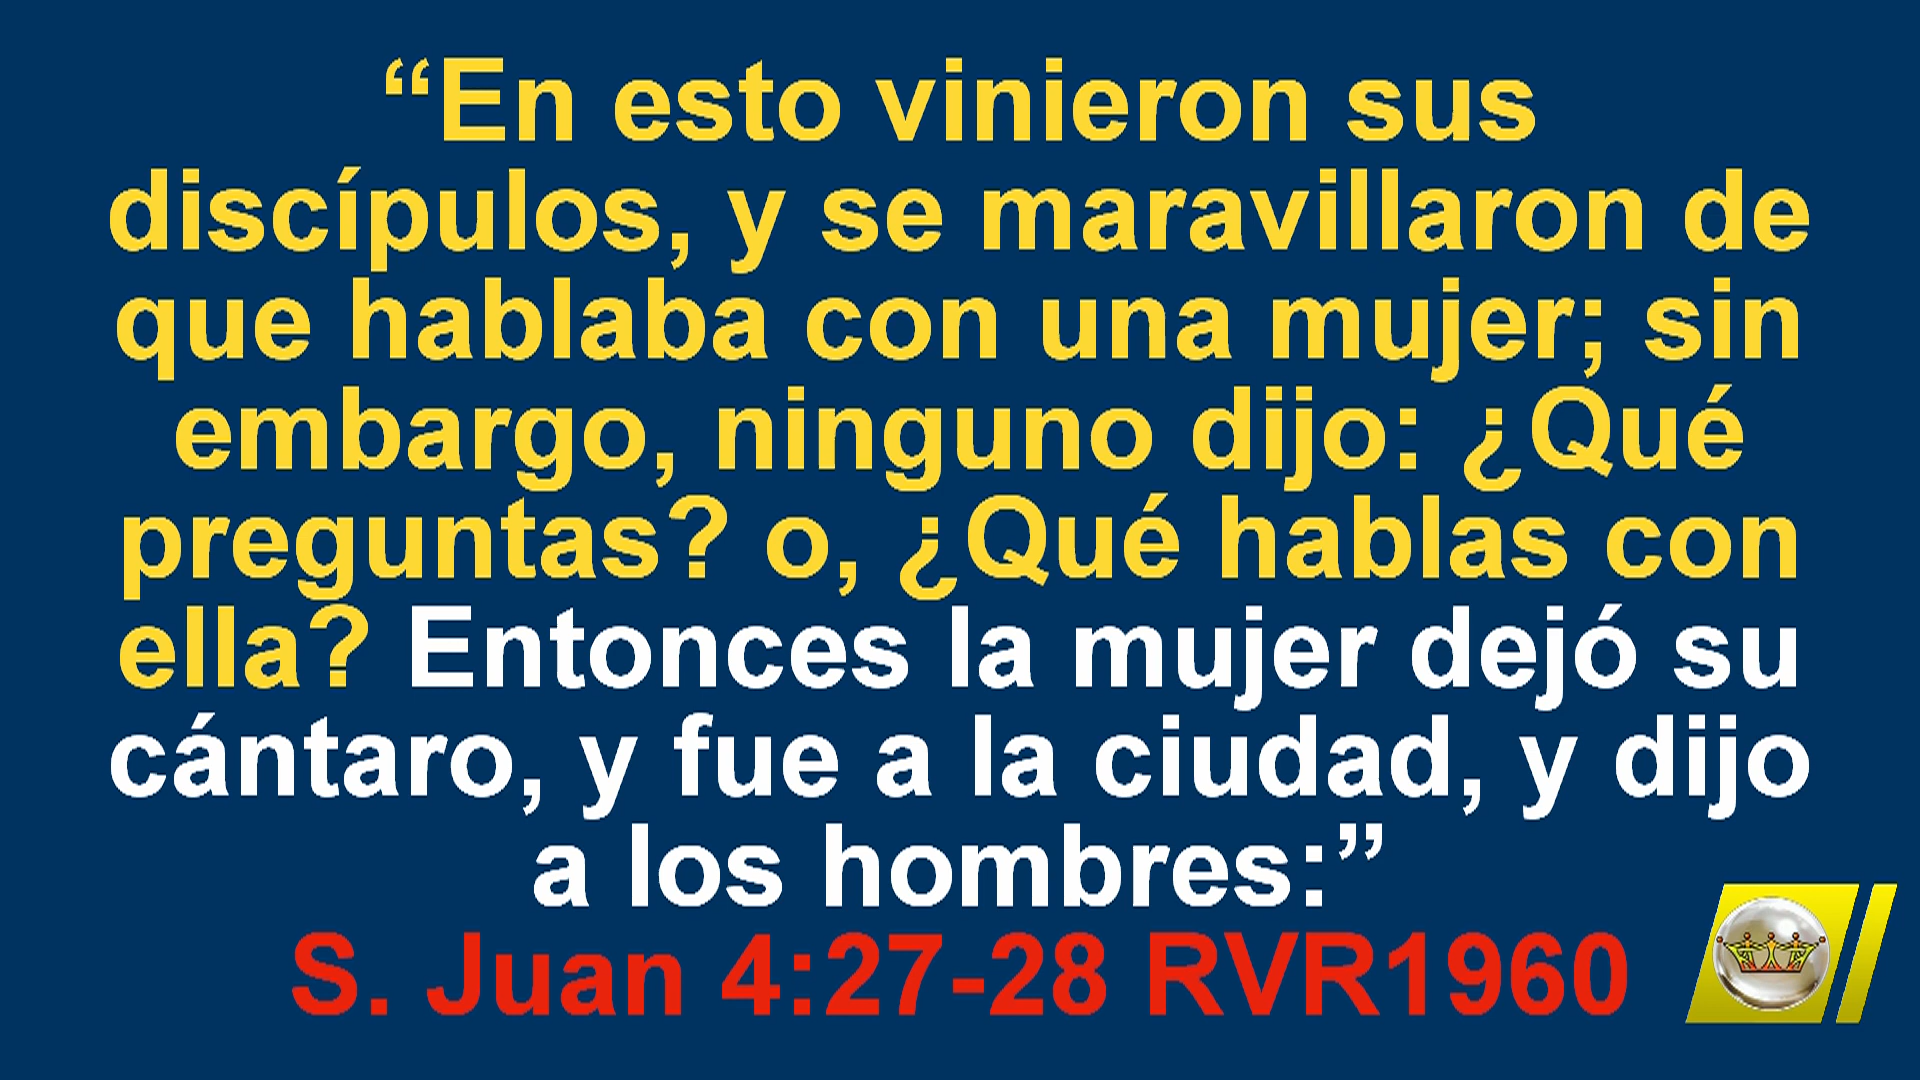 “En esto vinieron sus
discípulos, y se maravillaron de
que hablaba con una mujer; sin
embargo, ninguno dijo: ¿Qué
preguntas? o, ¿Qué hablas con
ella? Entonces la mujer dejó su
cántaro, y fue a la ciudad, y dijo
a los hombres:”
S. Juan 4:27-28 RVR1960